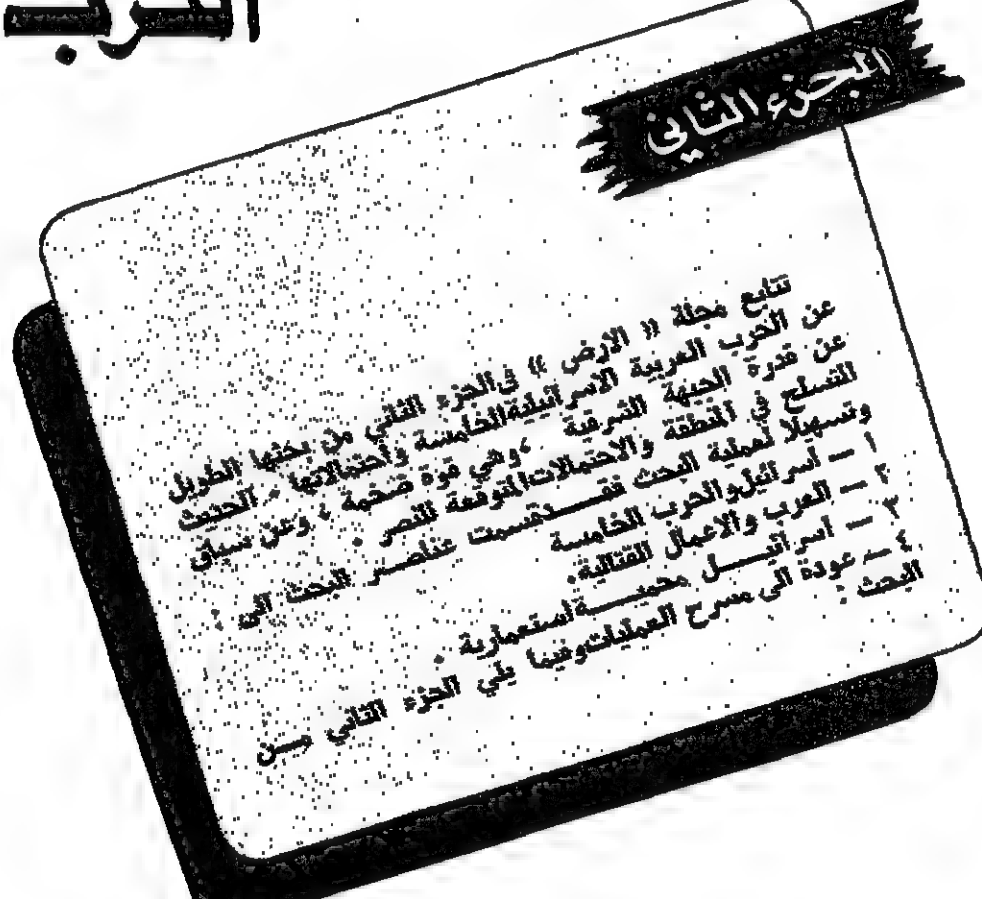 الحرب
الجزء الثاني
تتابع مجلة « الارض » في الجزء الثاني من بحثها الطويل
عن الحرب العربية الاسرائيلية الخامسة واحتمالاتها - الحديث
عن قدرة الجبهة الشرقية ، وهي قوة ضخمة ، وعن سباق
التسلح في المنطقة والاحتمالات المتوقعة للنصر .
وتسهيلا لعملية البحث فقد قسمت عناصر البحث الى :
١ - اسرائيل والحرب الخامسة
٢ - العرب والاعمال القتالية .
٣ - اسرائيل محمية استعمارية .
٤ - عودة الى مسرح العمليات وفيما يلي الجزء الثاني من
البحث :